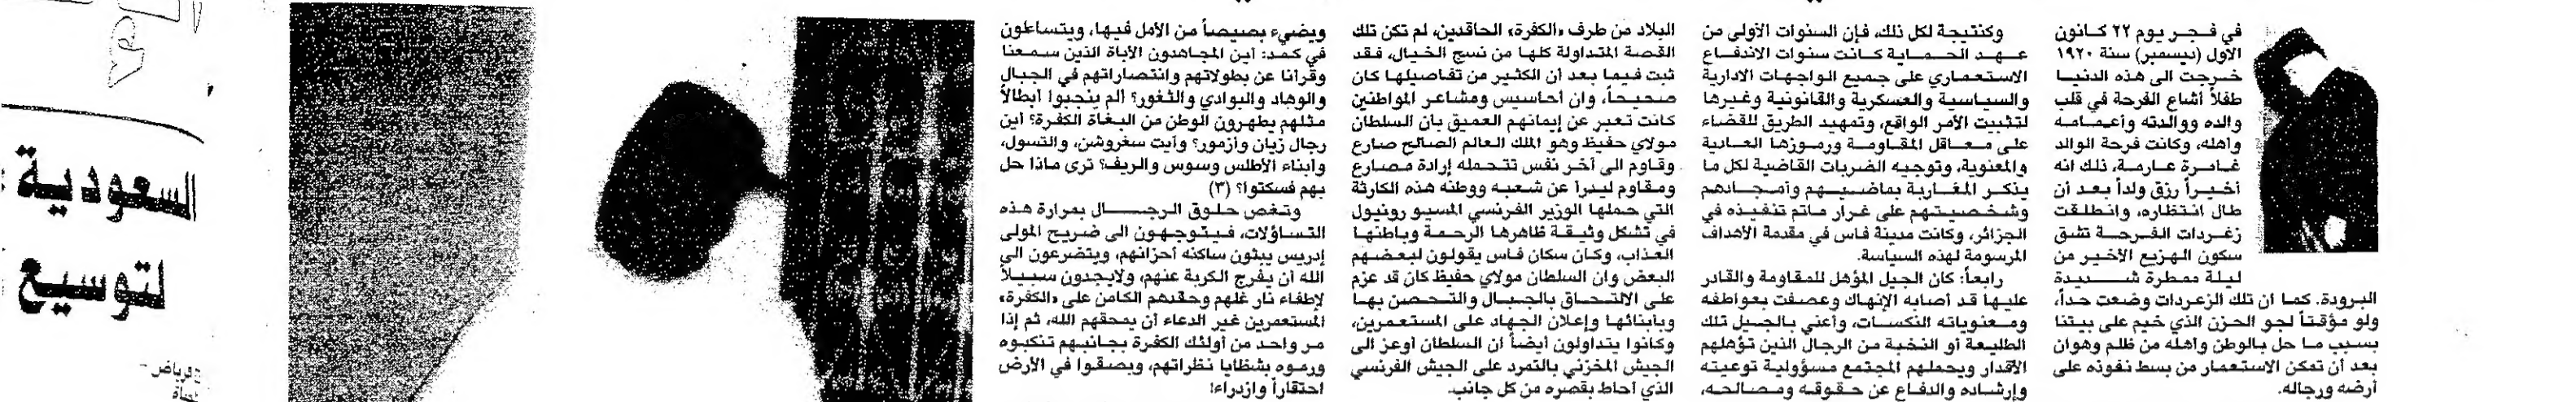 في فجر يوم ٢٢ كانون
الأول (ديسمبر) سنة ١٩٢٠
خرجت الى هذه الدنيا
طفلاً أشاع الفرحة في قلب
والده ووالدته وأعمامه
وأهله، وكانت فرحة الوالد
غامرة عارمة، ذلك انه
أخيراً رزق ولداً بعد أن
طال انتظاره، وانطلقت
زغردات الفرحة تشق
سكون الهزيع الأخير من
ليلة ممطرة شديدة
البرودة. كما ان تلك الزغردات وضعت حداً،
ولو مؤقتاً لجو الحزن الذي خيم على بيتنا
بسبب ما حل بالوطن وأهله من ظلم وهوان
بعد أن تمكن الاستعمار من بسط نفوذه على
أرضه ورجاله.
وكنتيجة لكل ذلك، فإن السنوات الأولى من
عهد الحماية كانت سنوات الاندفاع
الاستعماري على جميع الواجهات الادارية
والسياسية والعسكرية والقانونية وغيرها
لتثبيت الأمر الواقع، وتمهيد الطريق للقضاء
على معاقل المقاومة ورموزها العادية
والمعنوية، وتوجيه الضربات القاضية لكل ما
يذكر المغاربة بماضيهم وأمجادهم
وشخصيتهم على غرار ماتم تنفيذه في
الجزائر، وكانت مدينة فاس في مقدمة الأهداف
المرسومة لهذه السياسة.
رابعاً: كان الجيل المؤهل للمقاومة والقادر
عليها قد أصابه الإنهاك وعصفت بعواطفه
ومعنوياته النكسات، وأعني بالجيل تلك
الطليعة أو النخبة من الرجال الذين تؤهلهم
الأقدار ويحملهم المجتمع مسؤولية توعيته
وإرشاده والدفاع عن حقوقه ومصالحه،
البلاد من طرف «الكفرة» الحاقدين، لم تكن تلك
القصة المتداولة كلها من نسج الخيال، فقد
ثبت فيما بعد أن الكثير من تفاصيلها كان
صحيحاً، وان أحاسيس ومشاعر المواطنين
كانت تعبر عن إيمانهم العميق بأن السلطان
مولاي حفيظ وهو الملك العالم الصالح صارع
وقاوم الى آخر نفس تتحمله إرادة مصارع
ومقاوم ليدرأ عن شعبه ووطنه هذه الكارثة
التي حملها الوزير الفرنسي المسيو رونيول
في تشكل وثيقة ظاهرها الرحمة وباطنها
العذاب، وكان سكان فاس يقولون لبعضهم
البعض وان السلطان مولاي حفيظ كان قد عزم
على الالتحاق بالجبال والتحصن بها
وبأبنائها وإعلان الجهاد على المستعمرين،
وكانوا يتداولون أيضاً أن السلطان أوعز الى
الجيش المخزني بالتمرد على الجيش الفرنسي
الذي أحاط بقصره من كل جانب.
ويضيء بصيصاً من الأمل فيها، ويتساءلون
في كمد: أين المجاهدون الأباة الذين سمعنا
وقرأنا عن بطولاتهم وانتصاراتهم في الجبال
والوهاد والبوادي والثغور؟ ألم ينجبوا أبطالاً
مثلهم يطهرون الوطن من البغاة الكفرة؟ أين
رجال زيان وأزمور؟ وأيت سغروشن، والتسول،
وأبناء الأطلس وسوس والريف؟ ترى ماذا حل
بهم فسكتوا؟ (٣)
وتغص حلوق الرجال بمرارة هذه
التساؤلات، فيتوجهون الى ضريح المولى
إدريس يبثون ساكنه أحزانهم، ويتضرعون الى
الله أن يفرج الكربة عنهم، ولايجدون سبيلاً
لإطفاء نار غلهم وحقدهم الكامن على «الكفرة»
المستعمرين غير الدعاء أن يمحقهم الله، ثم إذا
مر واحد من أولئك الكفرة بجانبهم تنكبوه
ورموه بشظايا نظراتهم، وبصقوا في الأرض
احتقاراً وازدراء!
السعودية
لتوسيع
الرياض -